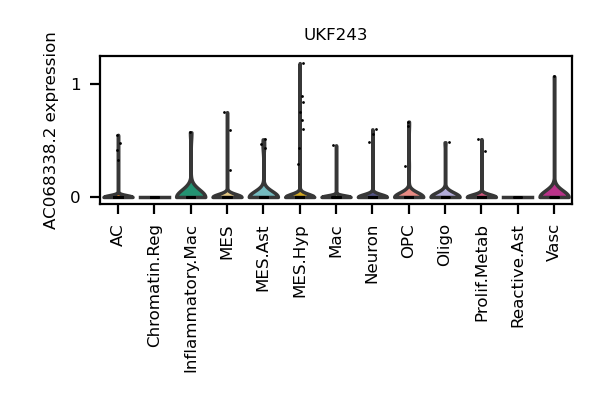 UKF243
AC068338.2 expression
1
0
AC
Chromatin.Reg
Inflammatory.Mac
MES
MES.Ast
MES.Hyp
Mac
Neuron
OPC
Oligo
Prolif.Metab
Reactive.Ast
Vasc